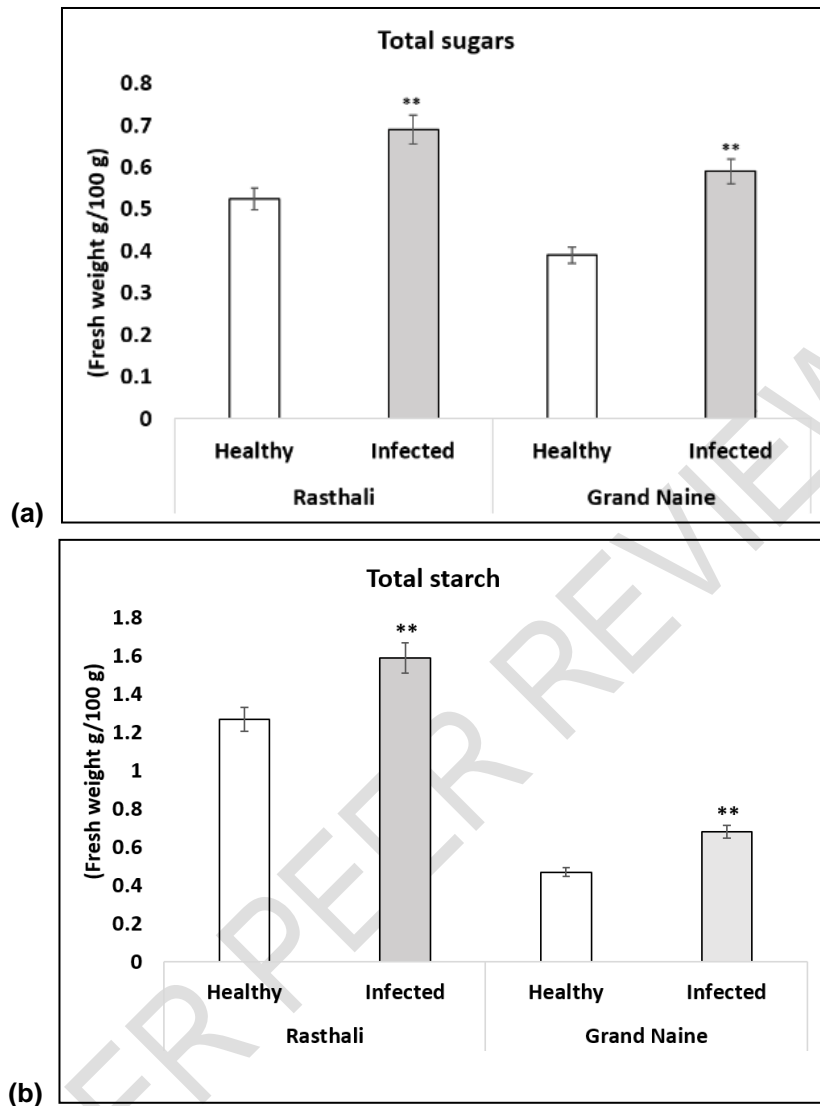 Total sugars
(Fresh weight g/100 g)
0.8
0.7
0.6
0.5
0.4
0.3
0.2
0.1
0
**
**
Healthy Infected Healthy Infected
Rasthali Grand Naine
(a)
Total starch
(Fresh weight g/100 g)
1.8
1.6
1.4
1.2
1
0.8
0.6
0.4
0.2
0
**
**
Healthy Infected Healthy Infected
Rasthali Grand Naine
(b)
ER PEER REVIEW